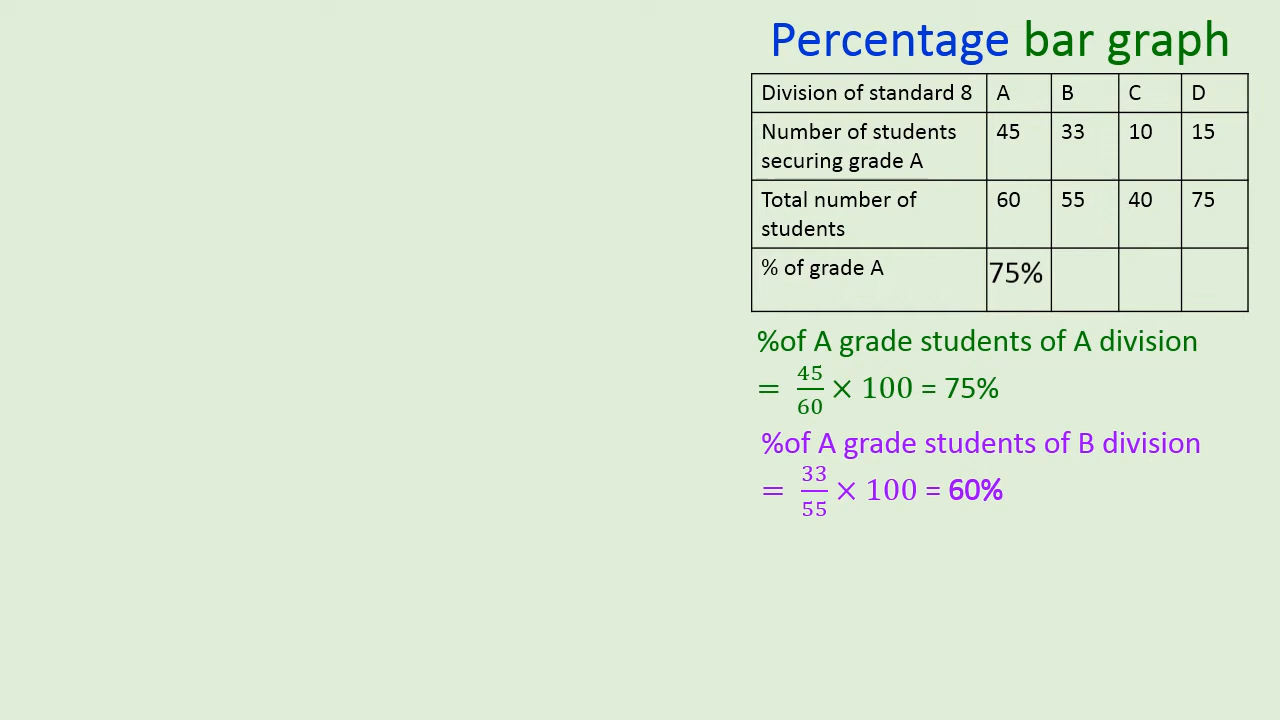 Percentage bar graph
Division of standard 8 A B C D
Number of students 45 33 10 15
securing grade A
Total number of 60 55 40 75
students
% of grade A 75%
%of A grade students of A division
= 45/60 × 100 = 75%
%of A grade students of B division
= 33/55 × 100 = 60%